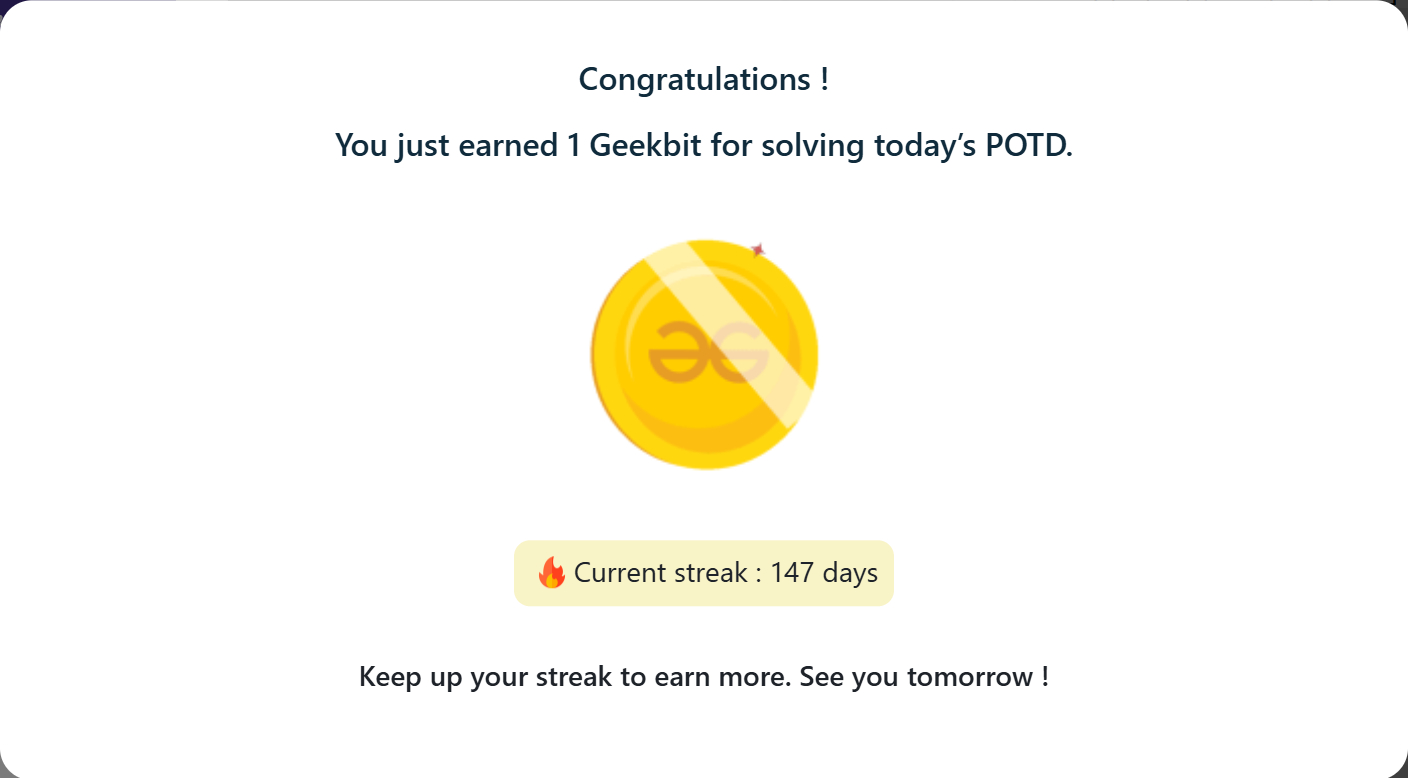 Congratulations !
You just earned 1 Geekbit for solving today’s POTD.
Current streak : 147 days
Keep up your streak to earn more. See you tomorrow !